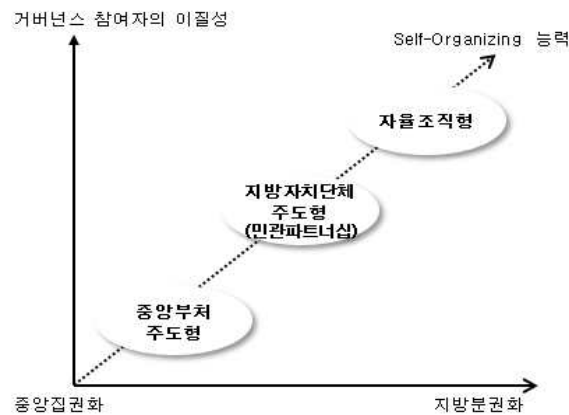 거버넌스 참여자의 이질성
Self-Organizing 능력
자율조직형
지방자치단체
주도형
(민관파트너십)
중앙부처
주도형
중앙집권화
지방분권화